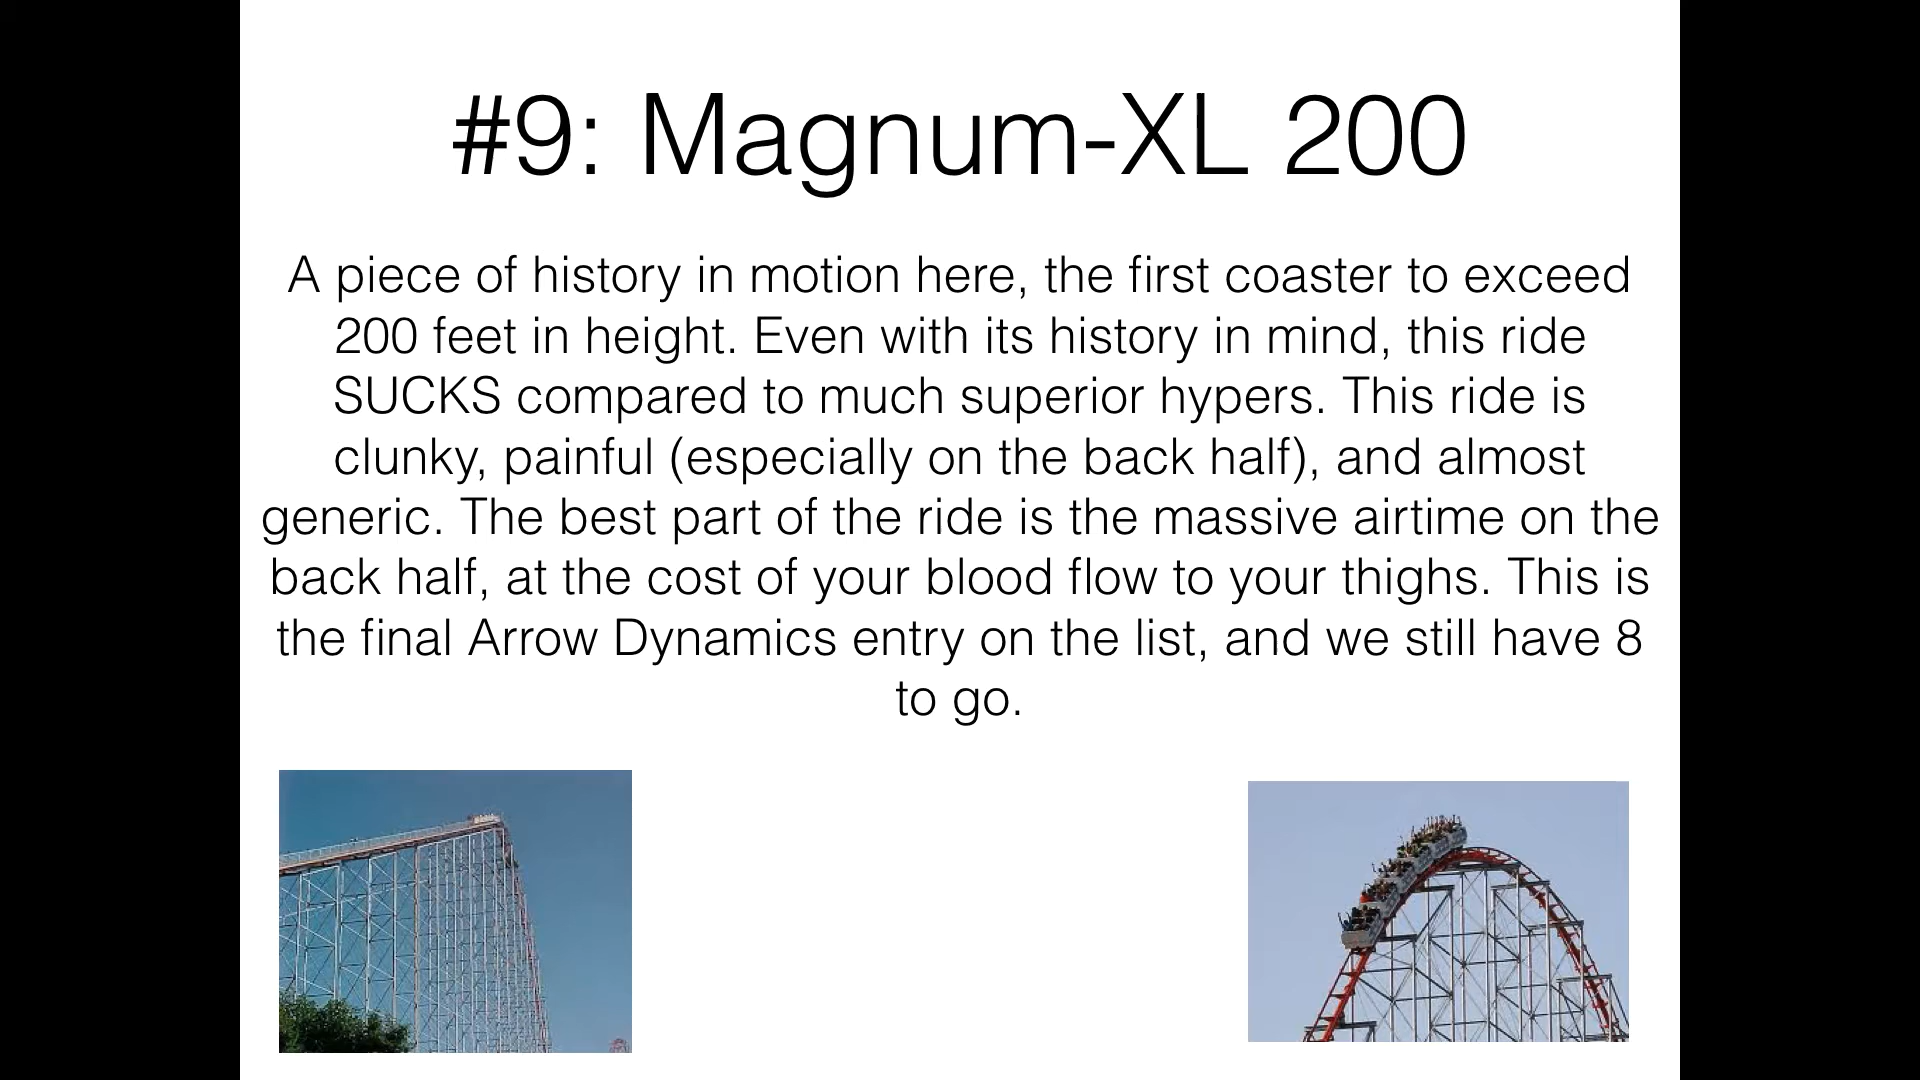 #9: Magnum-XL 200
A piece of history in motion here, the first coaster to exceed
200 feet in height. Even with its history in mind, this ride
SUCKS compared to much superior hypers. This ride is
clunky, painful (especially on the back half), and almost
generic. The best part of the ride is the massive airtime on the
back half, at the cost of your blood flow to your thighs. This is
the final Arrow Dynamics entry on the list, and we still have 8
to go.